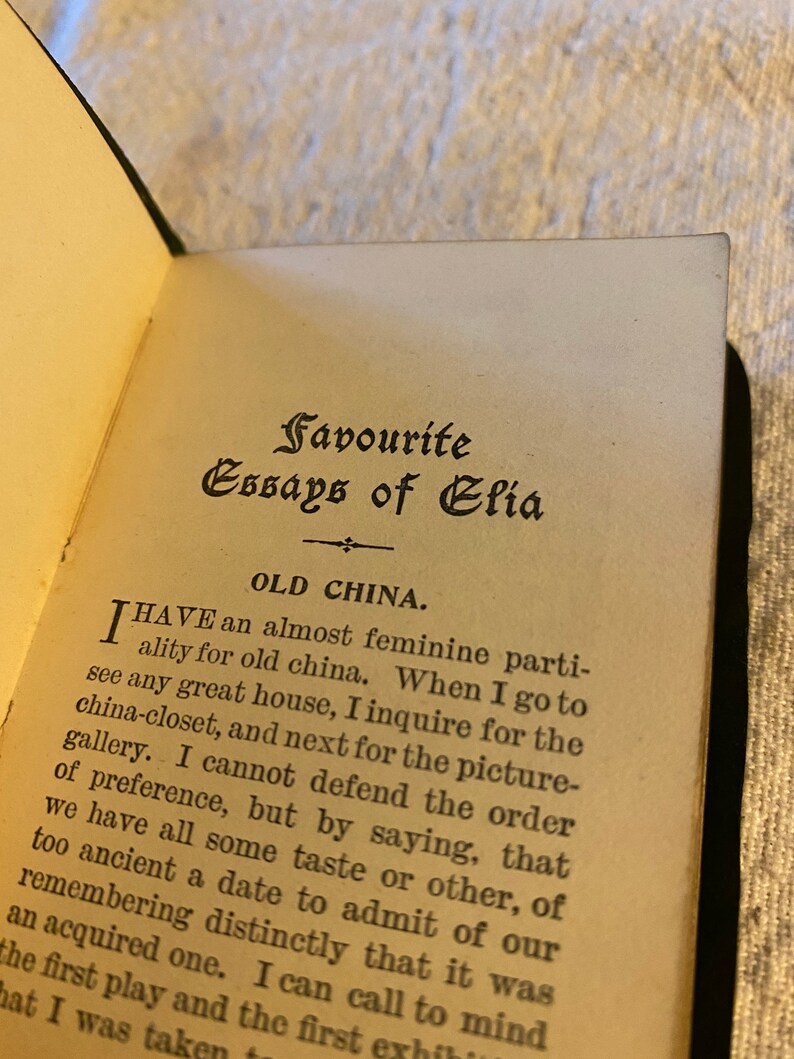 Favourite
Essays of Elia
OLD CHINA.
I HAVE an almost feminine parti-
ality for old china. When I go to
see any great house, I inquire for the
china-closet, and next for the picture-
gallery. I cannot defend the order
of preference, but by saying, that
we have all some taste or other, of
too ancient a date to admit of our
remembering distinctly that it was
an acquired one. I can call to mind
the first play and the first
I was taken